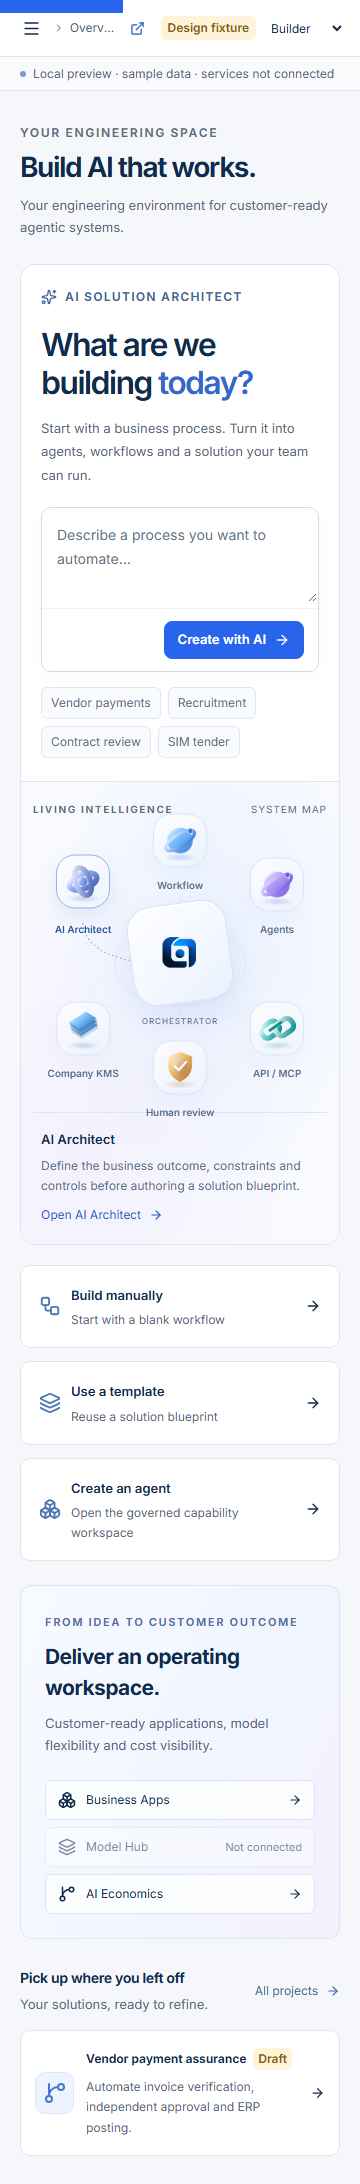 Overv...
Design fixture
Builder
Local preview · sample data · services not connected
YOUR ENGINEERING SPACE
Build AI that works.
Your engineering environment for customer-ready
agentic systems.
AI SOLUTION ARCHITECT
What are we
building today?
Start with a business process. Turn it into
agents, workflows and a solution your team
can run.
Describe a process you want to
automate...
Create with AI
Vendor payments
Recruitment
Contract review
SIM tender
LIVING INTELLIGENCE
SYSTEM MAP
Workflow
AI Architect
Agents
ORCHESTRATOR
Company KMS
API / MCP
Human review
AI Architect
Define the business outcome, constraints and
controls before authoring a solution blueprint.
Open AI Architect
Build manually
Start with a blank workflow
Use a template
Reuse a solution blueprint
Create an agent
Open the governed capability
workspace
FROM IDEA TO CUSTOMER OUTCOME
Deliver an operating
workspace.
Customer-ready applications, model
flexibility and cost visibility.
Business Apps
Model Hub
Not connected
AI Economics
Pick up where you left off
All projects
Your solutions, ready to refine.
Vendor payment assurance Draft
Automate invoice verification,
independent approval and ERP
posting.